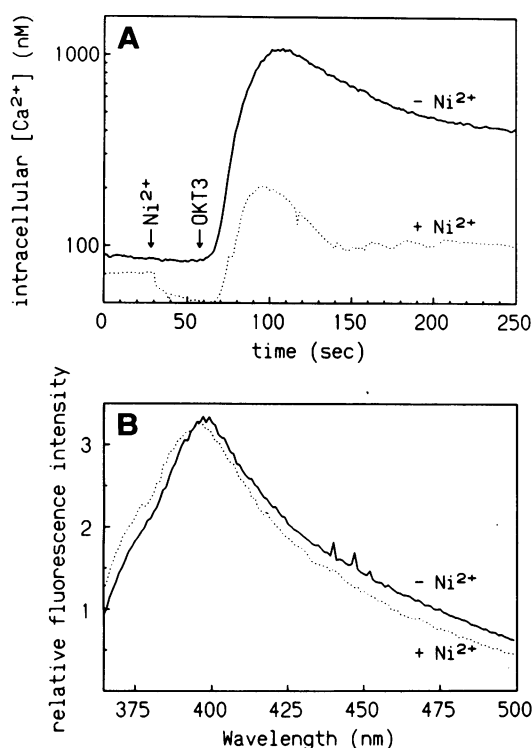 A
intracellular [Ca²⁺] (nM)
1000
100
Ni²⁺
OKT3
− Ni²⁺
+ Ni²⁺
0 50 100 150 200 250
time (sec)
B
relative fluorescence intensity
3
2
1
− Ni²⁺
+ Ni²⁺
375 400 425 450 475 500
Wavelength (nm)